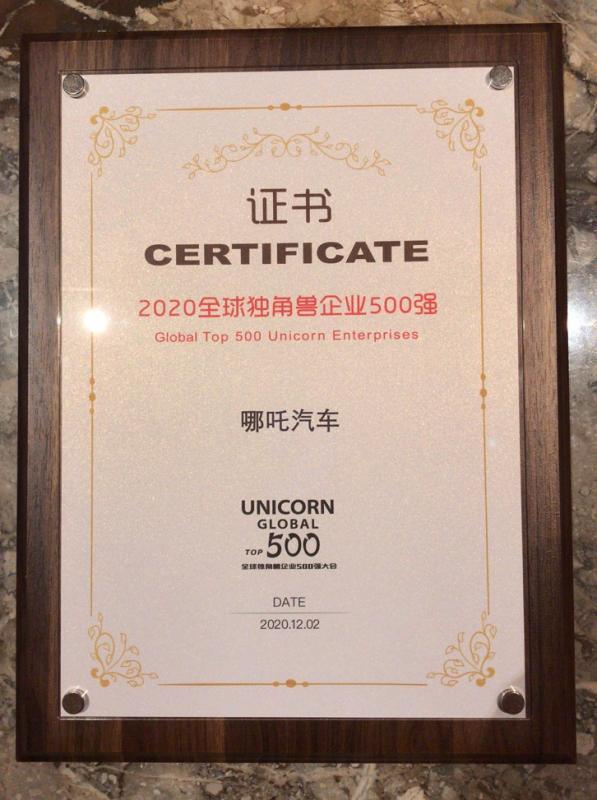 证书
CERTIFICATE
2020全球独角兽企业500强
Global Top 500 Unicorn Enterprises
哪吒汽车
UNICORN
GLOBAL
TOP 500
全球独角兽企业500强大会
DATE
2020.12.02